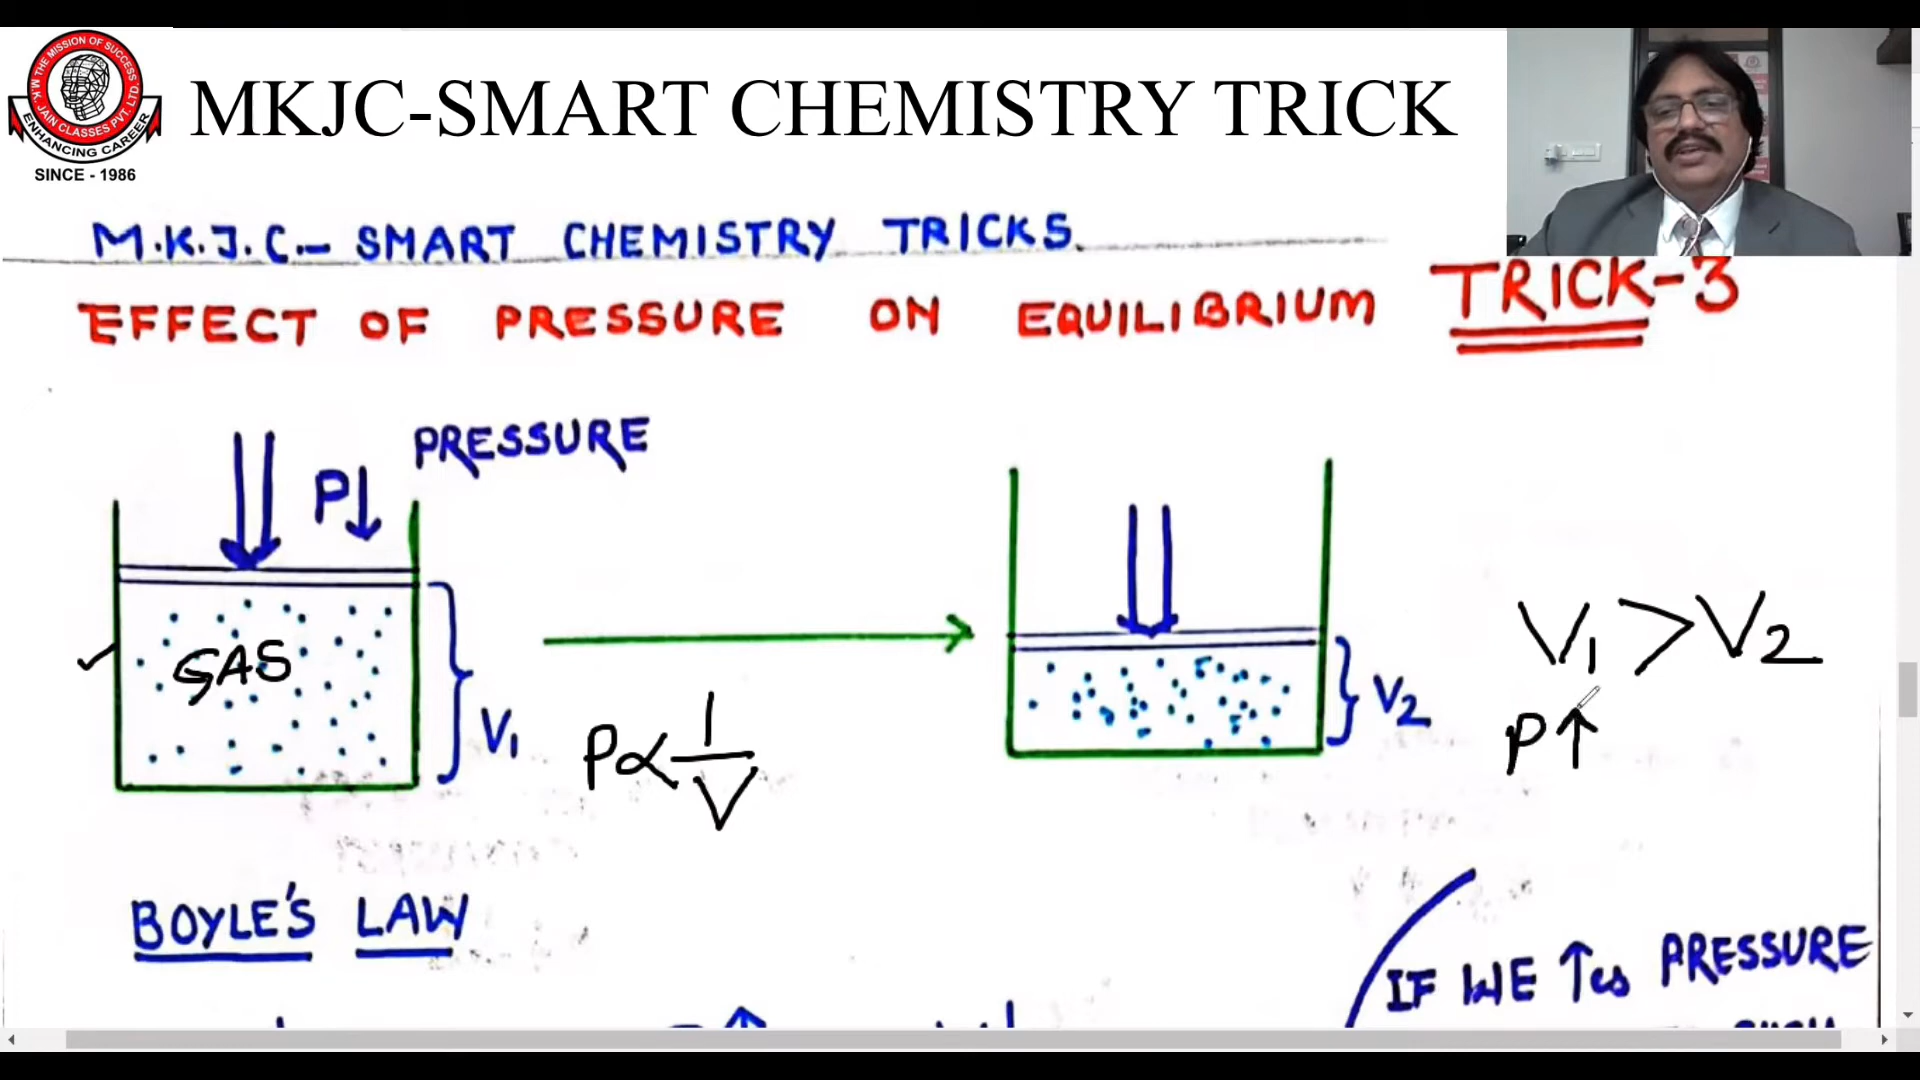 IN THE MISSION OF SUCCESS
M.K. JAIN CLASSES PVT. LTD.
ENHANCING CAREER
SINCE - 1986
MKJC-SMART CHEMISTRY TRICK
M.K.J.C.- SMART CHEMISTRY TRICKS.
EFFECT OF PRESSURE ON EQUILIBRIUM TRICK-3
PRESSURE
P↓
GAS
V1
P∝1/V
V2
V1 > V2
P↑
BOYLE'S LAW
IF WE ↑es PRESSURE